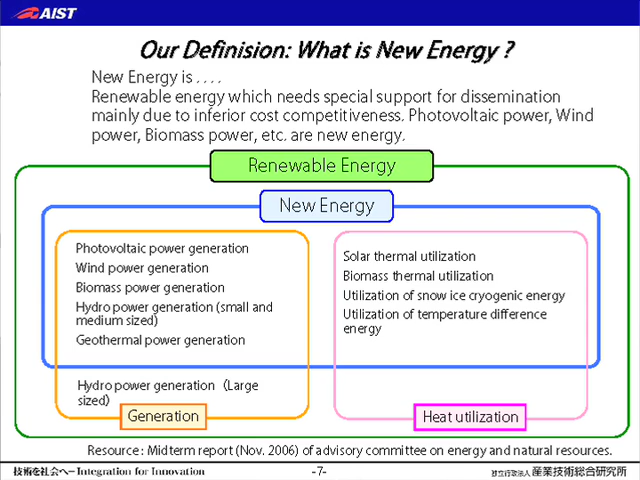 AIST
Our Definision: What is New Energy ?
New Energy is . . . .
Renewable energy which needs special support for dissemination
mainly due to inferior cost competitiveness. Photovoltaic power, Wind
power, Biomass power, etc. are new energy.
Renewable Energy
New Energy
Photovoltaic power generation
Wind power generation
Biomass power generation
Hydro power generation (small and
medium sized)
Geothermal power generation
Hydro power generation (Large
sized)
Generation
Solar thermal utilization
Biomass thermal utilization
Utilization of snow ice cryogenic energy
Utilization of temperature difference
energy
Heat utilization
Resource : Midterm report (Nov. 2006) of advisory committee on energy and natural resources.
技術を社会へ－Integration for Innovation
-7-
独立行政法人 産業技術総合研究所